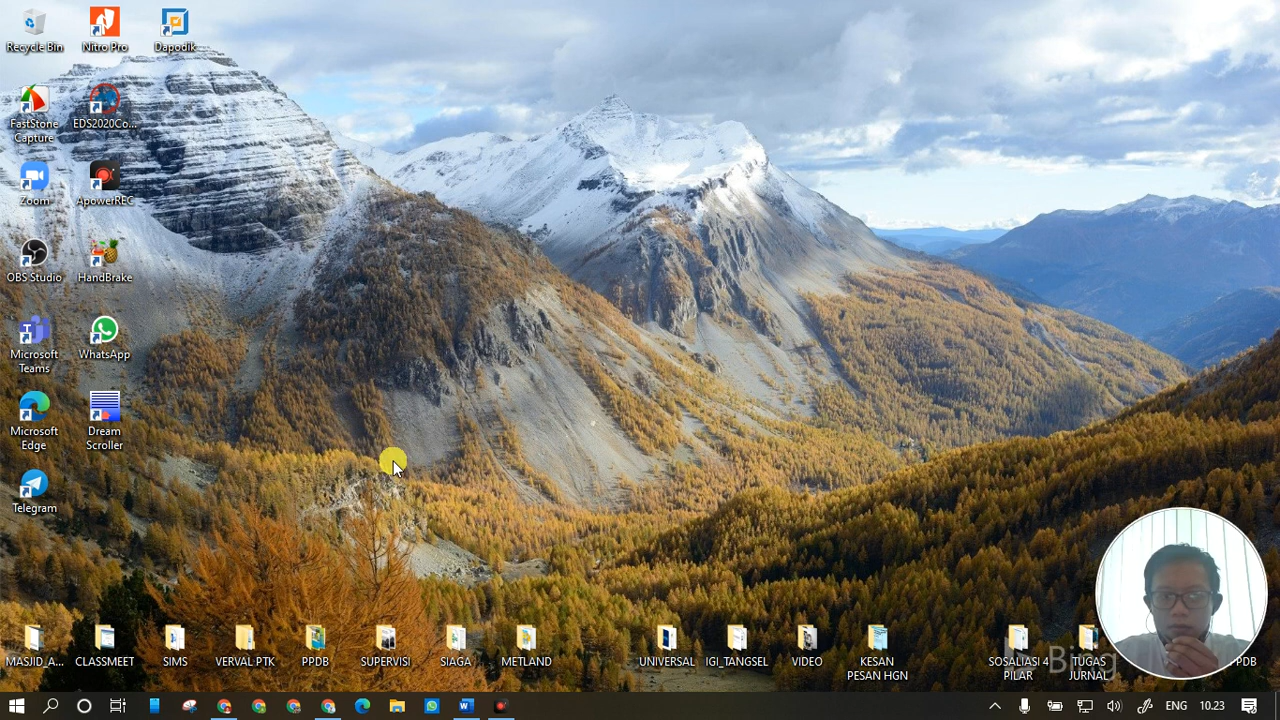 Recycle Bin
Nitro Pro
Dapodik
FastStone
Capture
EDS2020Co...
Zoom
ApowerREC
OBS Studio
HandBrake
Microsoft
Teams
WhatsApp
Microsoft
Edge
Dream
Scroller
Telegram
MASJID_A...
CLASSMEET
SIMS
VERVAL PTK
PPDB
SUPERVISI
SIAGA
METLAND
UNIVERSAL
IGI_TANGSEL
VIDEO
KESAN
PESAN HGN
SOSALIASI 4
PILAR
TUGAS
JURNAL
PDB
Bing
ENG
10.23